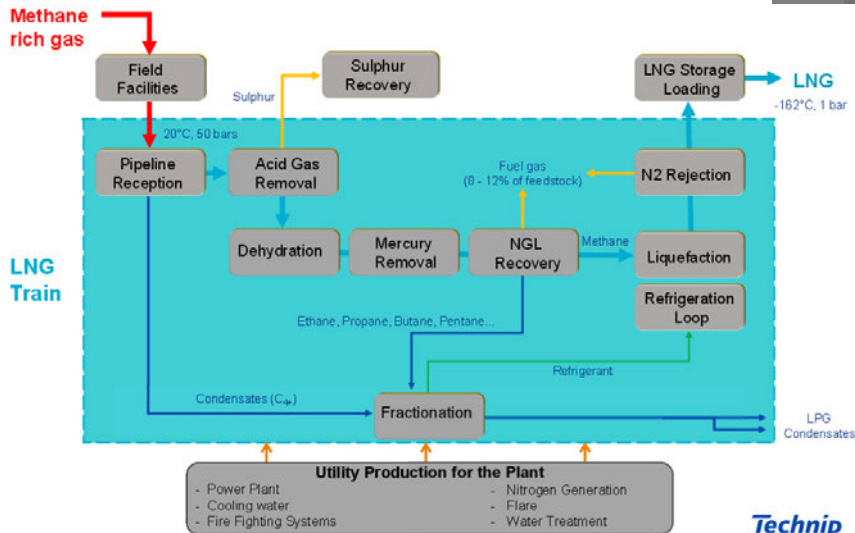 Methane
rich gas
Field
Facilities
Sulphur
Recovery
LNG Storage
Loading
LNG
-162°C, 1 bar
Sulphur
20°C, 50 bars
Pipeline
Reception
Acid Gas
Removal
Fuel gas
(8 - 12% of feedstock)
N2 Rejection
Dehydration
Mercury
Removal
NGL
Recovery
Methane
Liquefaction
LNG
Train
Refrigeration
Loop
Ethane, Propane, Butane, Pentane...
Refrigerant
Condensates (C4+)
Fractionation
LPG
Condensates
Utility Production for the Plant
- Power Plant
- Cooling water
- Fire Fighting Systems
- Nitrogen Generation
- Flare
- Water Treatment
Technip